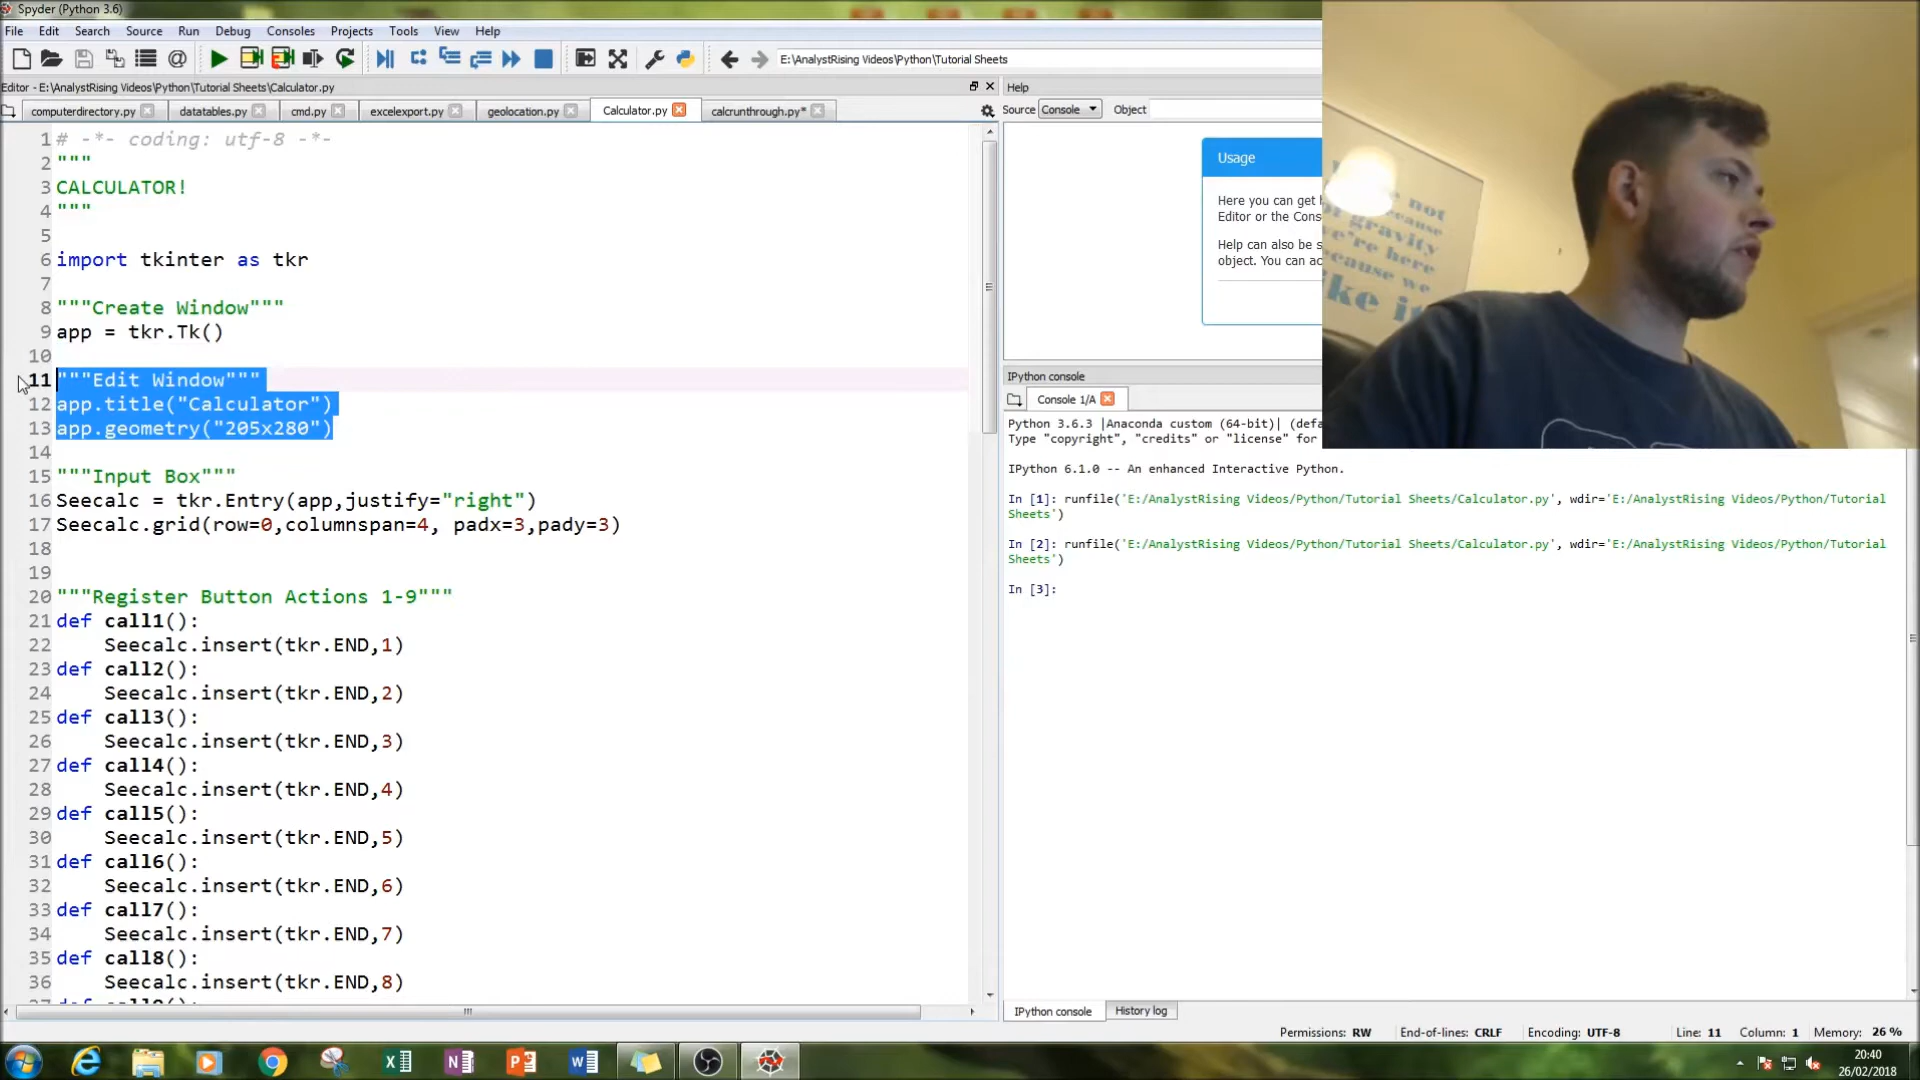 Spyder (Python 3.6)
File Edit Search Source Run Debug Consoles Projects Tools View Help
E:\AnalystRising Videos\Python\Tutorial Sheets
Editor - E:\AnalystRising Videos\Python\Tutorial Sheets\Calculator.py
computerdirectory.py datatables.py cmd.py excelexport.py geolocation.py Calculator.py calcrunthrough.py*
1 # -*- coding: utf-8 -*-
2 """
3 CALCULATOR!
4 """
5
6 import tkinter as tkr
7
8 """Create Window"""
9 app = tkr.Tk()
10
11 """Edit Window"""
12 app.title("Calculator")
13 app.geometry("205x280")
14
15 """Input Box"""
16 Seecalc = tkr.Entry(app,justify="right")
17 Seecalc.grid(row=0,columnspan=4, padx=3,pady=3)
18
19
20 """Register Button Actions 1-9"""
21 def call1():
22 Seecalc.insert(tkr.END,1)
23 def call2():
24 Seecalc.insert(tkr.END,2)
25 def call3():
26 Seecalc.insert(tkr.END,3)
27 def call4():
28 Seecalc.insert(tkr.END,4)
29 def call5():
30 Seecalc.insert(tkr.END,5)
31 def call6():
32 Seecalc.insert(tkr.END,6)
33 def call7():
34 Seecalc.insert(tkr.END,7)
35 def call8():
36 Seecalc.insert(tkr.END,8)
Help
Source Console Object
Usage
Here you can get
Editor or the Cons
Help can also be s
object. You can ac
not
because
gravity
we're here
because we
like it
IPython console
Console 1/A
Python 3.6.3 |Anaconda custom (64-bit)| (defa
Type "copyright", "credits" or "license" for
IPython 6.1.0 -- An enhanced Interactive Python.
In [1]: runfile('E:/AnalystRising Videos/Python/Tutorial Sheets/Calculator.py', wdir='E:/AnalystRising Videos/Python/Tutorial
Sheets')
In [2]: runfile('E:/AnalystRising Videos/Python/Tutorial Sheets/Calculator.py', wdir='E:/AnalystRising Videos/Python/Tutorial
Sheets')
In [3]:
IPython console History log
Permissions: RW End-of-lines: CRLF Encoding: UTF-8 Line: 11 Column: 1 Memory: 26 %
20:40
26/02/2018